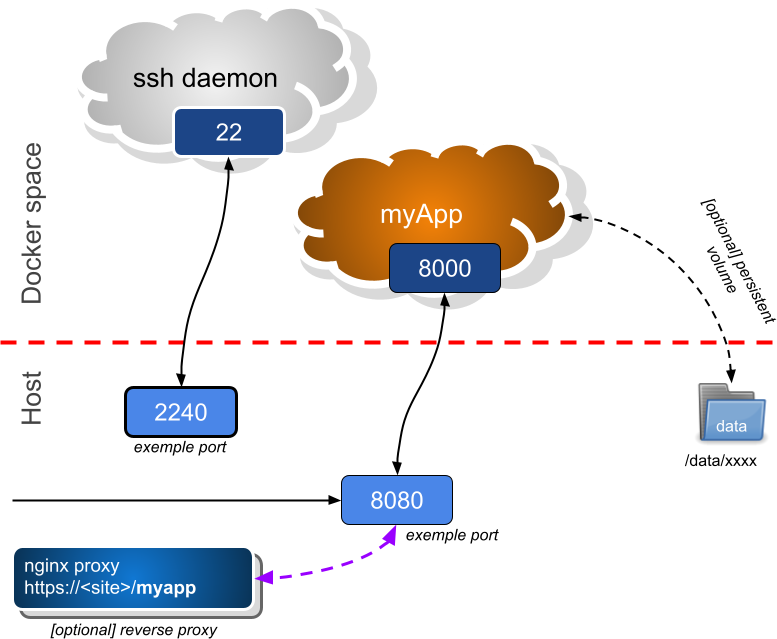 ssh daemon
22
Docker space
myApp
8000
[optional] persistent
volume
Host
2240
exemple port
data
/data/xxxx
8080
exemple port
nginx proxy
https://<site>/myapp
[optional] reverse proxy